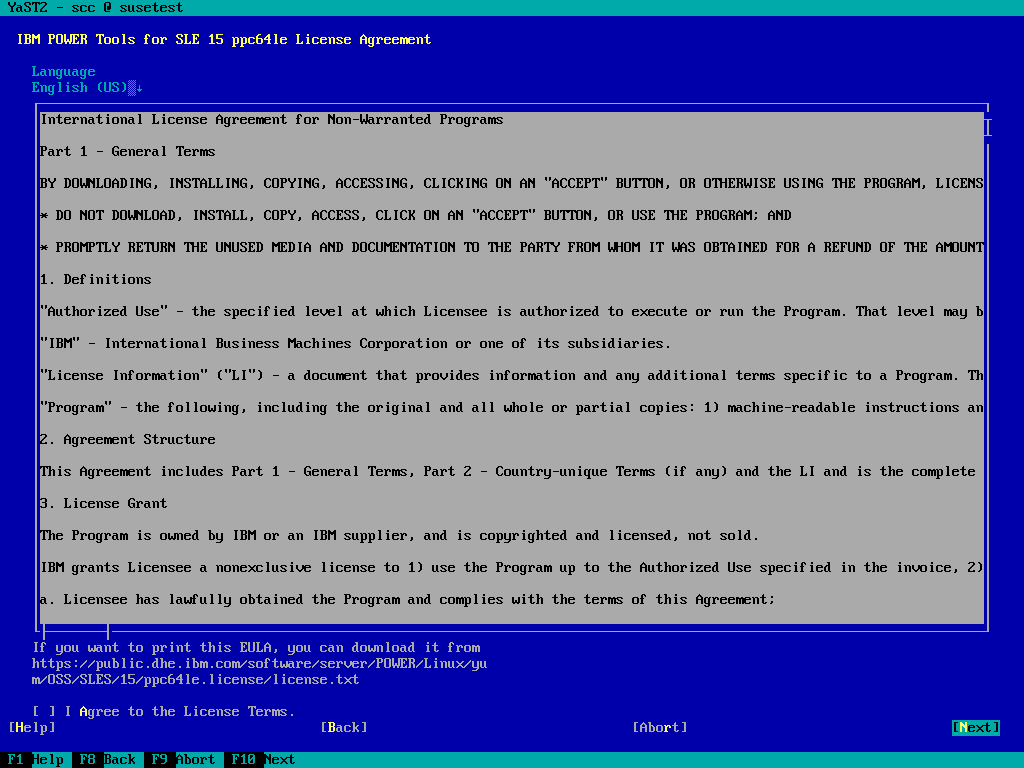 YaST2 - scc @ susetest
IBM POWER Tools for SLE 15 ppc64le License Agreement
Language
English (US)
International License Agreement for Non-Warranted Programs
Part 1 - General Terms
BY DOWNLOADING, INSTALLING, COPYING, ACCESSING, CLICKING ON AN "ACCEPT" BUTTON, OR OTHERWISE USING THE PROGRAM, LICENS
* DO NOT DOWNLOAD, INSTALL, COPY, ACCESS, CLICK ON AN "ACCEPT" BUTTON, OR USE THE PROGRAM; AND
* PROMPTLY RETURN THE UNUSED MEDIA AND DOCUMENTATION TO THE PARTY FROM WHOM IT WAS OBTAINED FOR A REFUND OF THE AMOUNT
1. Definitions
"Authorized Use" - the specified level at which Licensee is authorized to execute or run the Program. That level may b
"IBM" - International Business Machines Corporation or one of its subsidiaries.
"License Information" ("LI") - a document that provides information and any additional terms specific to a Program. Th
"Program" - the following, including the original and all whole or partial copies: 1) machine-readable instructions an
2. Agreement Structure
This Agreement includes Part 1 - General Terms, Part 2 - Country-unique Terms (if any) and the LI and is the complete
3. License Grant
The Program is owned by IBM or an IBM supplier, and is copyrighted and licensed, not sold.
IBM grants Licensee a nonexclusive license to 1) use the Program up to the Authorized Use specified in the invoice, 2)
a. Licensee has lawfully obtained the Program and complies with the terms of this Agreement;
If you want to print this EULA, you can download it from
https://public.dhe.ibm.com/software/server/POWER/Linux/yu
m/OSS/SLES/15/ppc64le.license/license.txt
[ ] I Agree to the License Terms.
[Help] [Back] [Abort] [Next]
F1 Help F8 Back F9 Abort F10 Next